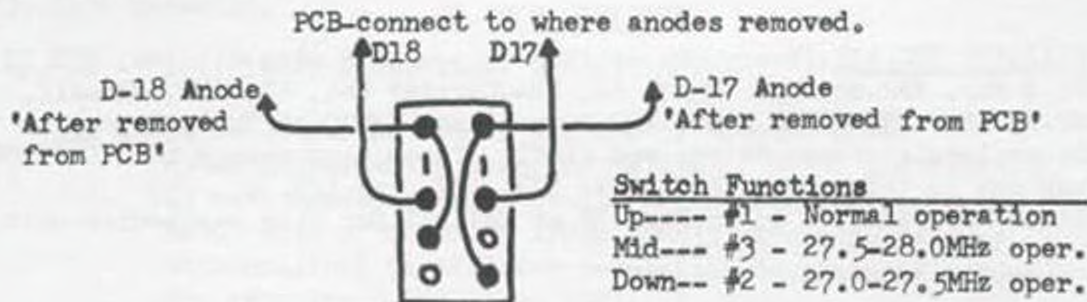 PCB-connect to where anodes removed.
D18 D17
D-18 Anode
'After removed
from PCB'
D-17 Anode
'After removed from PCB'
Switch Functions
Up---- #1 - Normal operation
Mid--- #3 - 27.5-28.0MHz oper.
Down-- #2 - 27.0-27.5MHz oper.